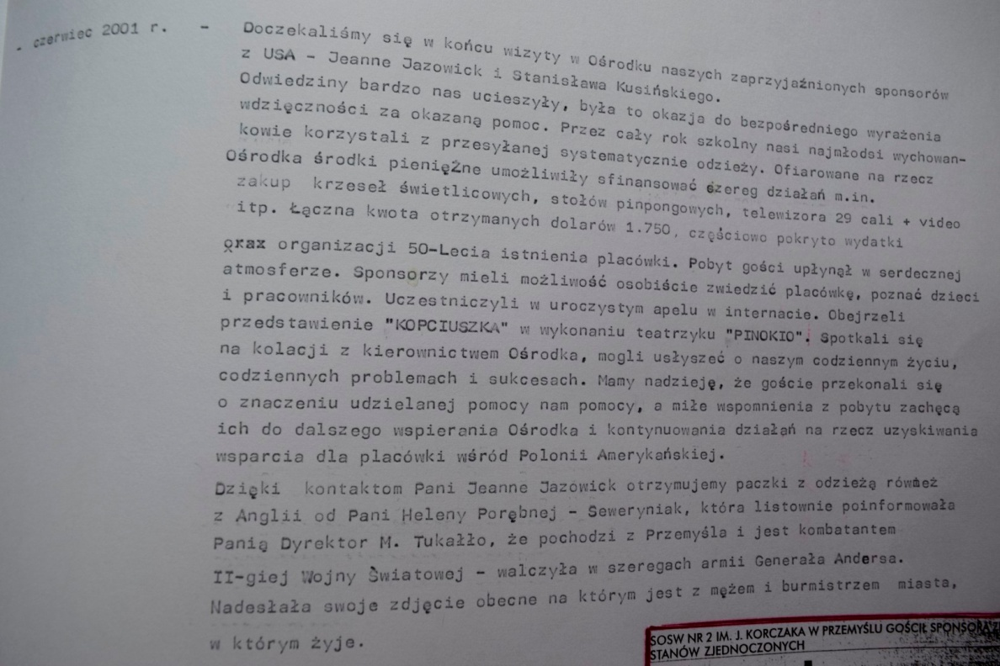 . czerwiec 2001 r. - Doczekaliśmy się w końcu wizyty w Ośrodku naszych zaprzyjaźnionych sponsorów
z USA - Jeanne Jazowick i Stanisława Kusińskiego.
Odwiedziny bardzo nas ucieszyły, była to okazja do bezpośredniego wyrażenia
wdzięczności za okazaną pomoc. Przez cały rok szkolny nasi najmłodsi wychowan-
kowie korzystali z przesyłanej systematycznie odzieży. Ofiarowane na rzecz
Ośrodka środki pieniężne umożliwiły sfinansować szereg działań m.in.
zakup krzeseł świetlicowych, stołów pinpongowych, telewizora 29 cali + video
itp. Łączna kwota otrzymanych dolarów 1.750, częściowo pokryto wydatki
oraz organizacji 50-Lecia istnienia placówki. Pobyt gości upłynął w serdecznej
atmosferze. Sponsorzy mieli możliwość osobiście zwiedzić placówkę, poznać dzieci
i pracowników. Uczestniczyli w uroczystym apelu w internacie. Obejrzeli
przedstawienie "KOPCIUSZKA" w wykonaniu teatrzyku "PINOKIO". Spotkali się
na kolacji z kierownictwem Ośrodka, mogli usłyszeć o naszym codziennym życiu,
codziennych problemach i sukcesach. Mamy nadzieję, że goście przekonali się
o znaczeniu udzielanej pomocy nam pomocy, a miłe wspomnienia z pobytu zachęcą
ich do dalszego wspierania Ośrodka i kontynuowania działań na rzecz uzyskiwania
wsparcia dla placówki wśród Polonii Amerykańskiej.
Dzięki kontaktom Pani Jeanne Jazowick otrzymujemy paczki z odzieżą również
z Anglii od Pani Heleny Porębnej - Seweryniak, która listownie poinformowała
Panią Dyrektor M. Tukałło, że pochodzi z Przemyśla i jest kombatantem
II-giej Wojny Światowej - walczyła w szeregach armii Generała Andersa.
Nadesłała swoje zdjęcie obecne na którym jest z mężem i burmistrzem miasta,
w którym żyje.
SOSW NR 2 IM. J. KORCZAKA W PRZEMYŚLU GOŚCIŁ SPONSORA Z
STANÓW ZJEDNOCZONYCH